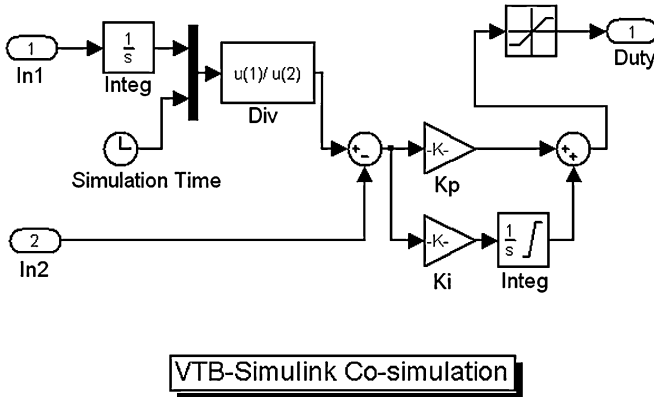 1
In1
1
s
Integ
u(1)/ u(2)
Div
Simulation Time
1
Duty
+
-
-K-
Kp
+
+
2
In2
-K-
Ki
1
s
Integ
VTB-Simulink Co-simulation